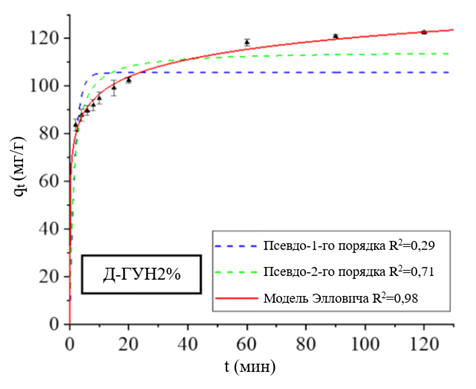 120
100
80
60
40
20
0
qt (мг/г)
Псевдо-1-го порядка R²=0,29
Псевдо-2-го порядка R²=0,71
Модель Элловича R²=0,98
Д-ГУН2%
0 20 40 60 80 100 120
t (мин)